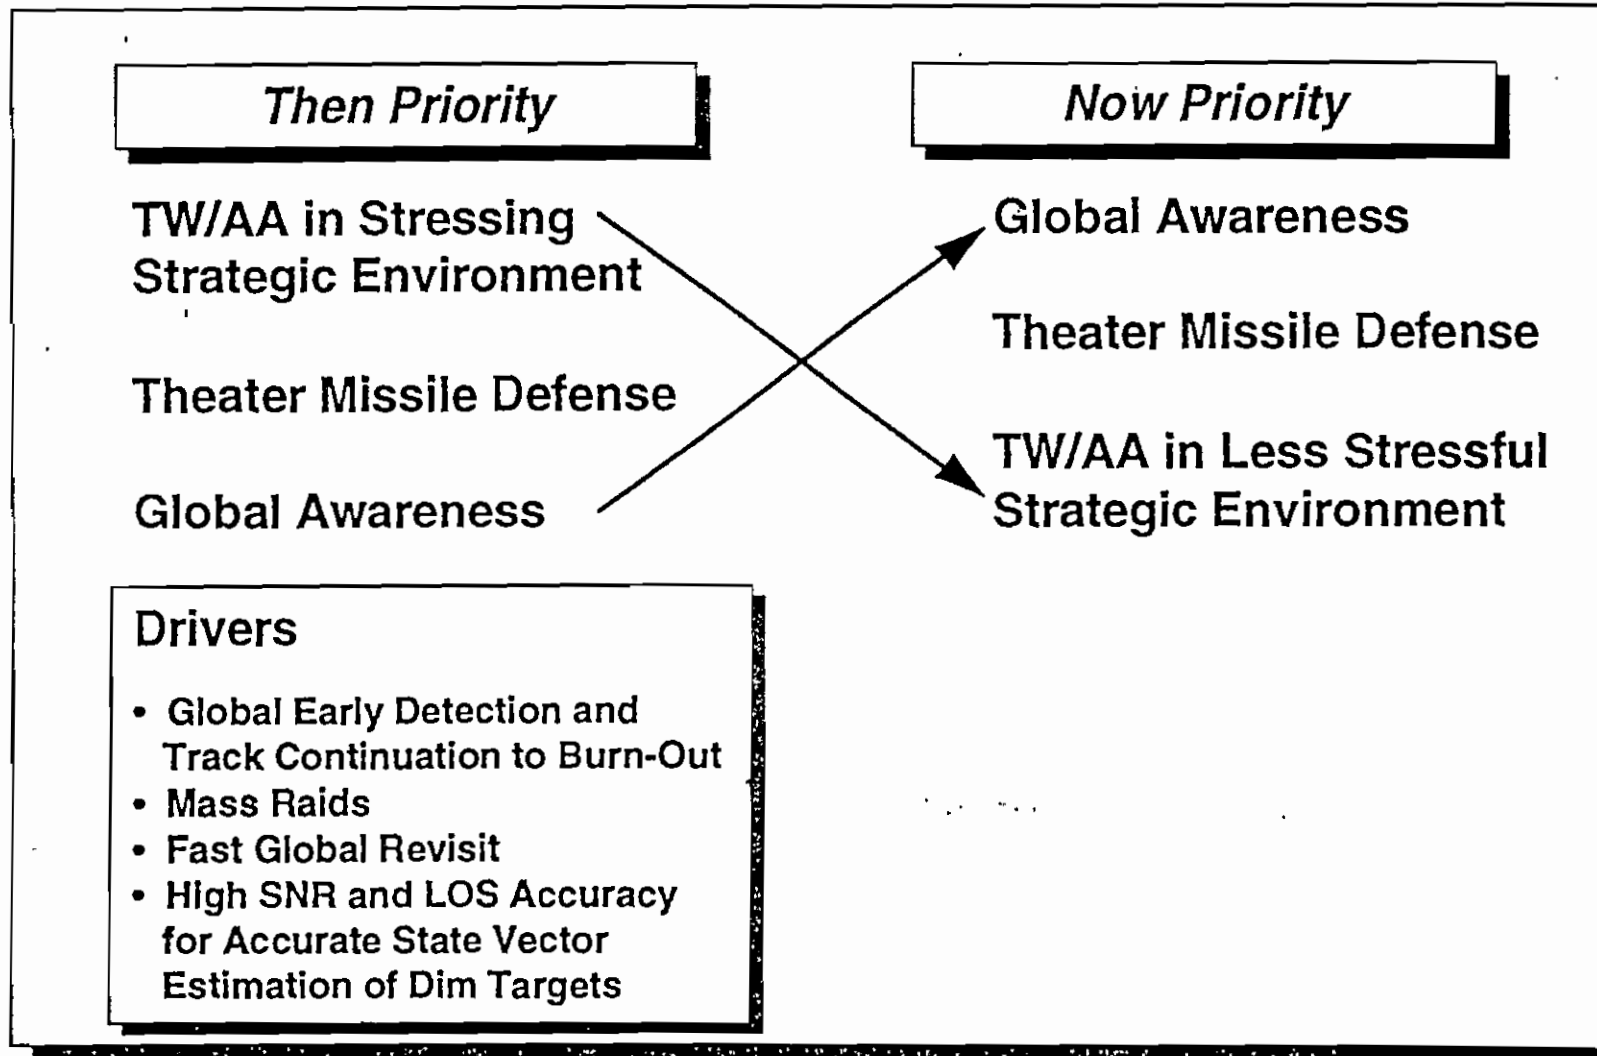 Then Priority
TW/AA in Stressing
Strategic Environment
Theater Missile Defense
Global Awareness
Now Priority
Global Awareness
Theater Missile Defense
TW/AA in Less Stressful
Strategic Environment
Drivers
• Global Early Detection and
Track Continuation to Burn-Out
• Mass Raids
• Fast Global Revisit
• High SNR and LOS Accuracy
for Accurate State Vector
Estimation of Dim Targets